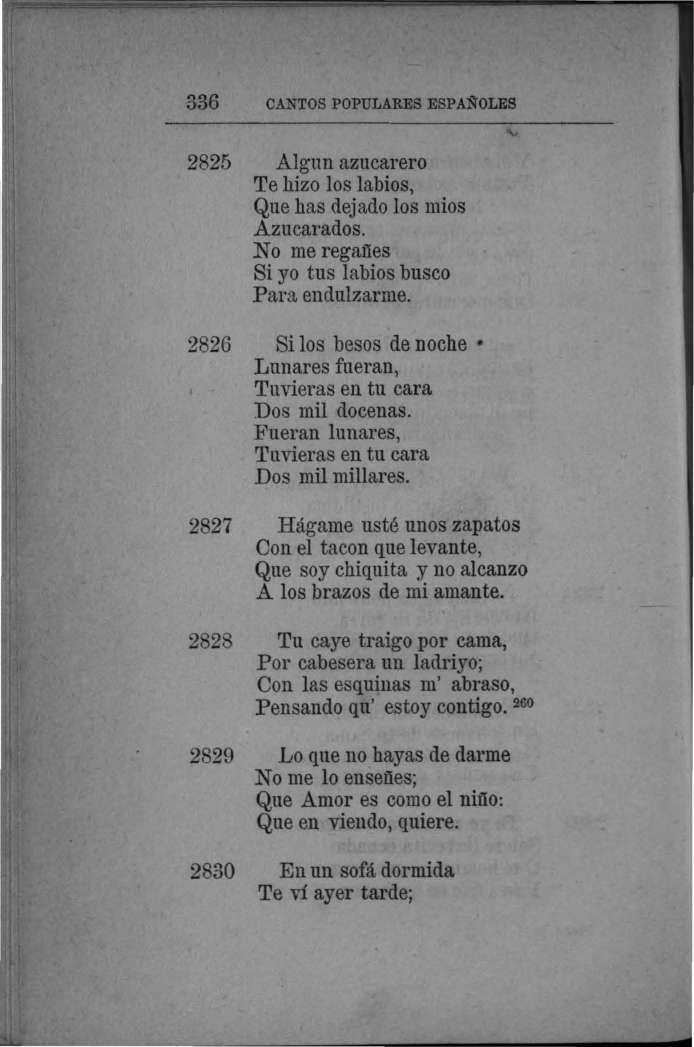 336 CANTOS POPULARES ESPAÑOLES
2825 Algun azucarero
Te hizo los labios,
Que has dejado los mios
Azucarados.
No me regañes
Si yo tus labios busco
Para endulzarme.
2826 Si los besos de noche
Lunares fueran,
Tuvieras en tu cara
Dos mil docenas.
Fueran lunares,
Tuvieras en tu cara
Dos mil millares.
2827 Hágame usté unos zapatos
Con el tacon que levante,
Que soy chiquita y no alcanzo
A los brazos de mi amante.
2828 Tu caye traigo por cama,
Por cabesera un ladriyo;
Con las esquinas m' abraso,
Pensando qu' estoy contigo. 260
2829 Lo que no hayas de darme
No me lo enseñes;
Que Amor es como el niño:
Que en viendo, quiere.
2830 En un sofá dormida
Te ví ayer tarde;